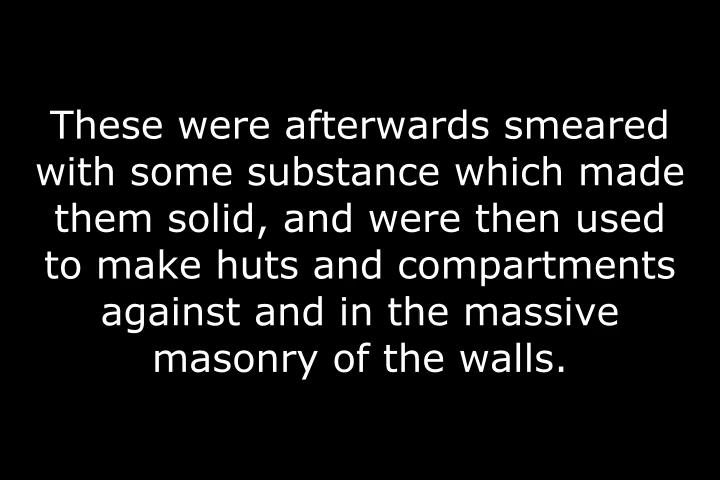 These were afterwards smeared
with some substance which made
them solid, and were then used
to make huts and compartments
against and in the massive
masonry of the walls.